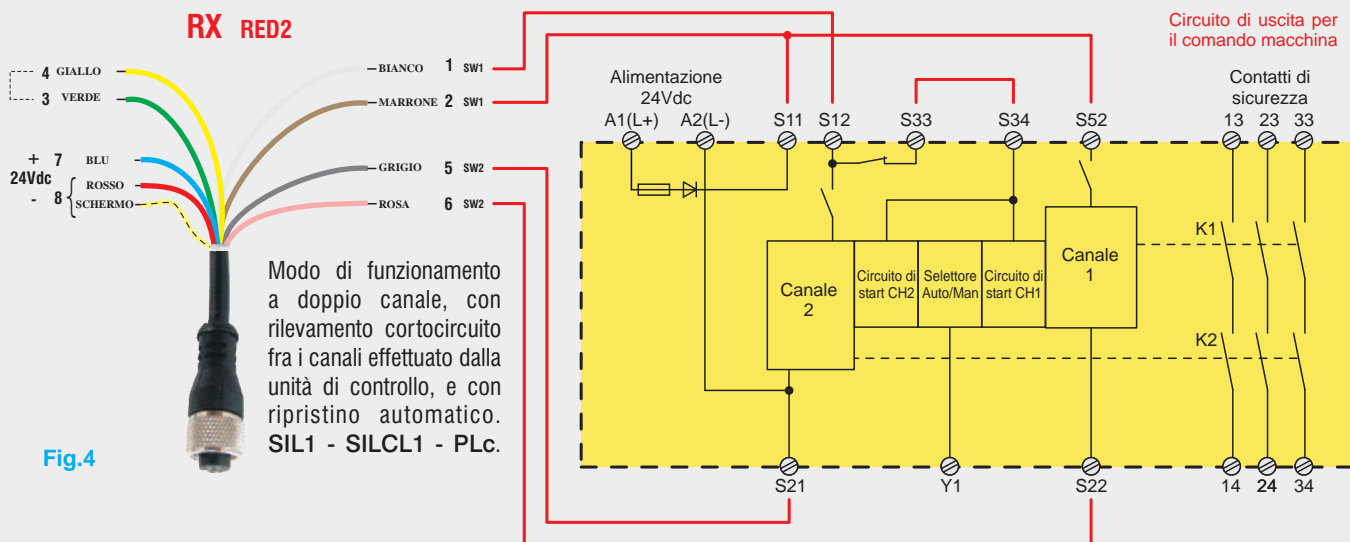 RX RED2
Circuito di uscita per
il comando macchina
4 GIALLO
3 VERDE
+ 7 BLU
24Vdc
- 8 ROSSO
SCHERMO
BIANCO 1 SW1
MARRONE 2 SW1
GRIGIO 5 SW2
ROSA 6 SW2
Modo di funzionamento
a doppio canale, con
rilevamento cortocircuito
fra i canali effettuato dalla
unità di controllo, e con
ripristino automatico.
SIL1 - SILCL1 - PLc.
Fig.4
Alimentazione
24Vdc
Contatti di
sicurezza
A1(L+) A2(L-) S11 S12 S33 S34 S52 13 23 33
K1
Canale
1
Canale
2
Circuito di
start CH2
Selettore
Auto/Man
Circuito di
start CH1
K2
S21 Y1 S22 14 24 34